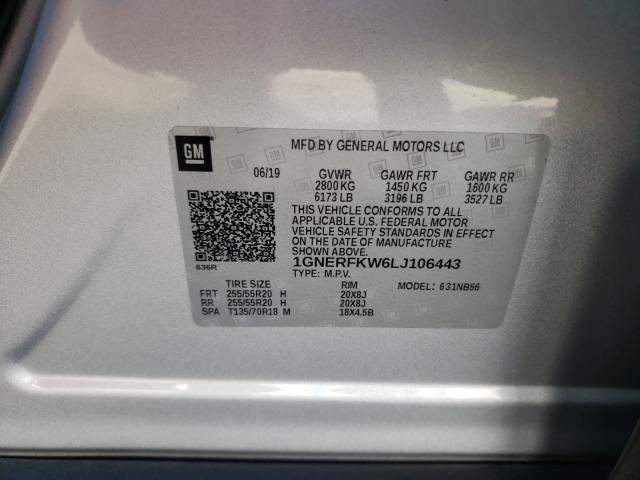 GM
MFD BY GENERAL MOTORS LLC
06/19 GVWR GAWR FRT GAWR RR
2800 KG 1450 KG 1600 KG
6173 LB 3196 LB 3527 LB
THIS VEHICLE CONFORMS TO ALL
APPLICABLE U.S. FEDERAL MOTOR
VEHICLE SAFETY STANDARDS IN EFFECT
ON THE DATE OF MANUFACTURE
SHOWN ABOVE.
1GNERFKW6LJ106443
636R TYPE: M.P.V.
MODEL: 631NB56
TIRE SIZE RIM
FRT 255/55R20 H 20X8J
RR 255/55R20 H 20X8J
SPA T135/70R18 M 18X4.5B